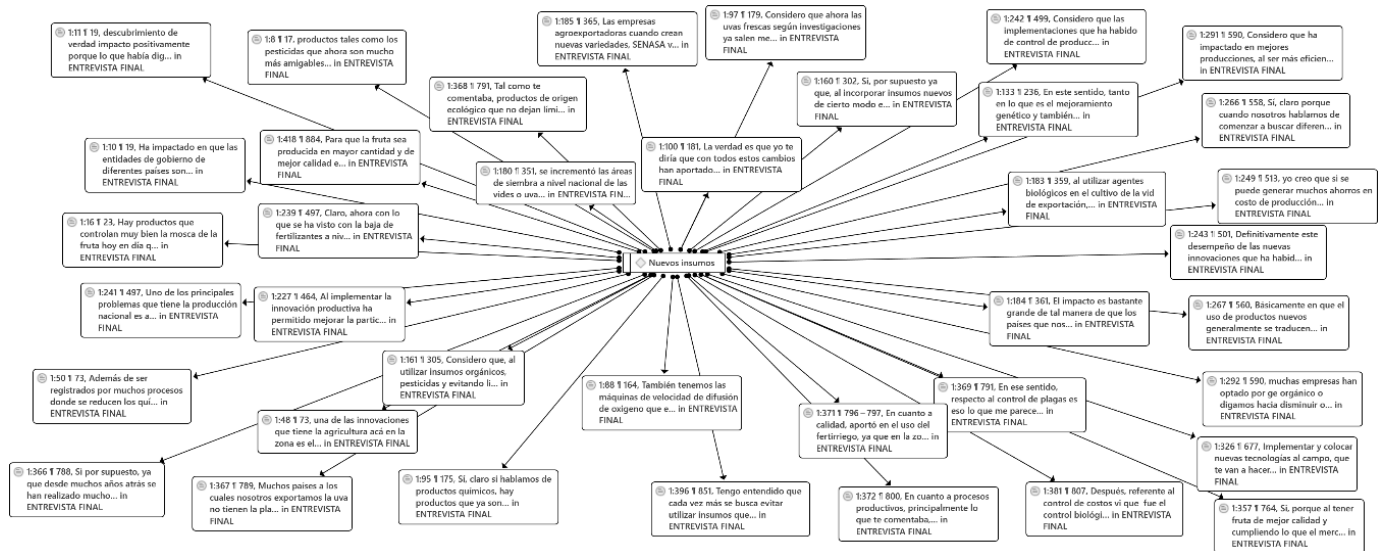 1:11 ¶ 19, descubrimiento de
verdad impacto positivamente
porque lo que había dig... in
ENTREVISTA FINAL
1:8 ¶ 17, productos tales como los
pesticidas que ahora son mucho
más amigables... in ENTREVISTA
FINAL
1:185 ¶ 365, Las empresas
agroexportadoras cuando crean
nuevas variedades, SENASA v... in
ENTREVISTA FINAL
1:97 ¶ 179, Considero que ahora las
uvas frescas según investigaciones
ya salen me... in ENTREVISTA
FINAL
1:242 ¶ 499, Considero que las
implementaciones que ha habido
de control de producc... in
ENTREVISTA FINAL
1:291 ¶ 590, Considero que ha
impactado en mejores
producciones, al ser más eficien...
in ENTREVISTA FINAL
1:368 ¶ 791, Tal como te
comentaba, productos de origen
ecológico que no dejan limi... in
ENTREVISTA FINAL
1:160 ¶ 302, Si, por supuesto ya
que, al incorporar insumos nuevos
de cierto modo e... in ENTREVISTA
FINAL
1:133 ¶ 236, En este sentido, tanto
en lo que es el mejoramiento
genético y también... in
ENTREVISTA FINAL
1:266 ¶ 558, Sí, claro porque
cuando nosotros hablamos de
comenzar a buscar diferen... in
ENTREVISTA FINAL
1:10 ¶ 19, Ha impactado en que las
entidades de gobierno de
diferentes países son... in
ENTREVISTA FINAL
1:418 ¶ 884, Para que la fruta sea
producida en mayor cantidad y de
mejor calidad e... in ENTREVISTA
FINAL
1:180 ¶ 351, se incrementó las áreas
de siembra a nivel nacional de las
vides o uva... in ENTREVISTA FIN...
1:100 ¶ 181, La verdad es que yo te
diría que con todos estos cambios
han aportado... in ENTREVISTA
FINAL
1:183 ¶ 359, al utilizar agentes
biológicos en el cultivo de la vid
de exportación,... in ENTREVISTA
FINAL
1:249 ¶ 513, yo creo que si se
puede generar muchos ahorros en
costo de producción... in
ENTREVISTA FINAL
1:16 ¶ 23, Hay productos que
controlan muy bien la mosca de la
fruta hoy en día q... in
ENTREVISTA FINAL
1:239 ¶ 497, Claro, ahora con lo
que se ha visto con la baja de
fertilizantes a niv... in ENTREVISTA
FINAL
1:243 ¶ 501, Definitivamente este
desempeño de las nuevas
innovaciones que ha habid... in
ENTREVISTA FINAL
Nuevos insumos
1:241 ¶ 497, Uno de los principales
problemas que tiene la producción
nacional es a... in ENTREVISTA
FINAL
1:227 ¶ 464, Al implementar la
innovación productiva ha
permitido mejorar la partic... in
ENTREVISTA FINAL
1:184 ¶ 361, El impacto es bastante
grande de tal manera de que los
países que nos... in ENTREVISTA
FINAL
1:267 ¶ 560, Básicamente en que el
uso de productos nuevos
generalmente se traducen... in
ENTREVISTA FINAL
1:50 ¶ 73, Además de ser
registrados por muchos procesos
donde se reducen los quí... in
ENTREVISTA FINAL
1:161 ¶ 305, Considero que, al
utilizar insumos orgánicos,
pesticidas y evitando li... in
ENTREVISTA FINAL
1:88 ¶ 164, También tenemos las
máquinas de velocidad de difusión
de oxigeno que e... in ENTREVISTA
FINAL
1:369 ¶ 791, En ese sentido,
respecto al control de plagas es
eso lo que me parece... in
ENTREVISTA FINAL
1:292 ¶ 590, muchas empresas han
optado por ge orgánico o
digamos hacia disminuir o... in
ENTREVISTA FINAL
1:48 ¶ 73, una de las innovaciones
que tiene la agricultura acá en la
zona es el... in ENTREVISTA FINAL
1:371 ¶ 796 – 797, En cuanto a
calidad, aportó en el uso del
fertirriego, ya que en la zo... in
ENTREVISTA FINAL
1:326 ¶ 677, Implementar y colocar
nuevas tecnologías al campo, que
te van a hacer... in ENTREVISTA
FINAL
1:366 ¶ 788, Si por supuesto, ya
que desde muchos años atrás se
han realizado mucho... in
ENTREVISTA FINAL
1:367 ¶ 789, Muchos países a los
cuales nosotros exportamos la uva
no tienen la pla... in ENTREVISTA
FINAL
1:95 ¶ 175, Sí, claro si hablamos de
productos químicos, hay
productos que ya son... in
ENTREVISTA FINAL
1:396 ¶ 851, Tengo entendido que
cada vez más se busca evitar
utilizar insumos que... in
ENTREVISTA FINAL
1:372 ¶ 800, En cuanto a procesos
productivos, principalmente lo
que te comentaba,... in
ENTREVISTA FINAL
1:381 ¶ 807, Después, referente al
control de costos vi que fue el
control biológi... in ENTREVISTA
FINAL
1:357 ¶ 764, Si, porque al tener
fruta de mejor calidad y
cumpliendo lo que el merc... in
ENTREVISTA FINAL